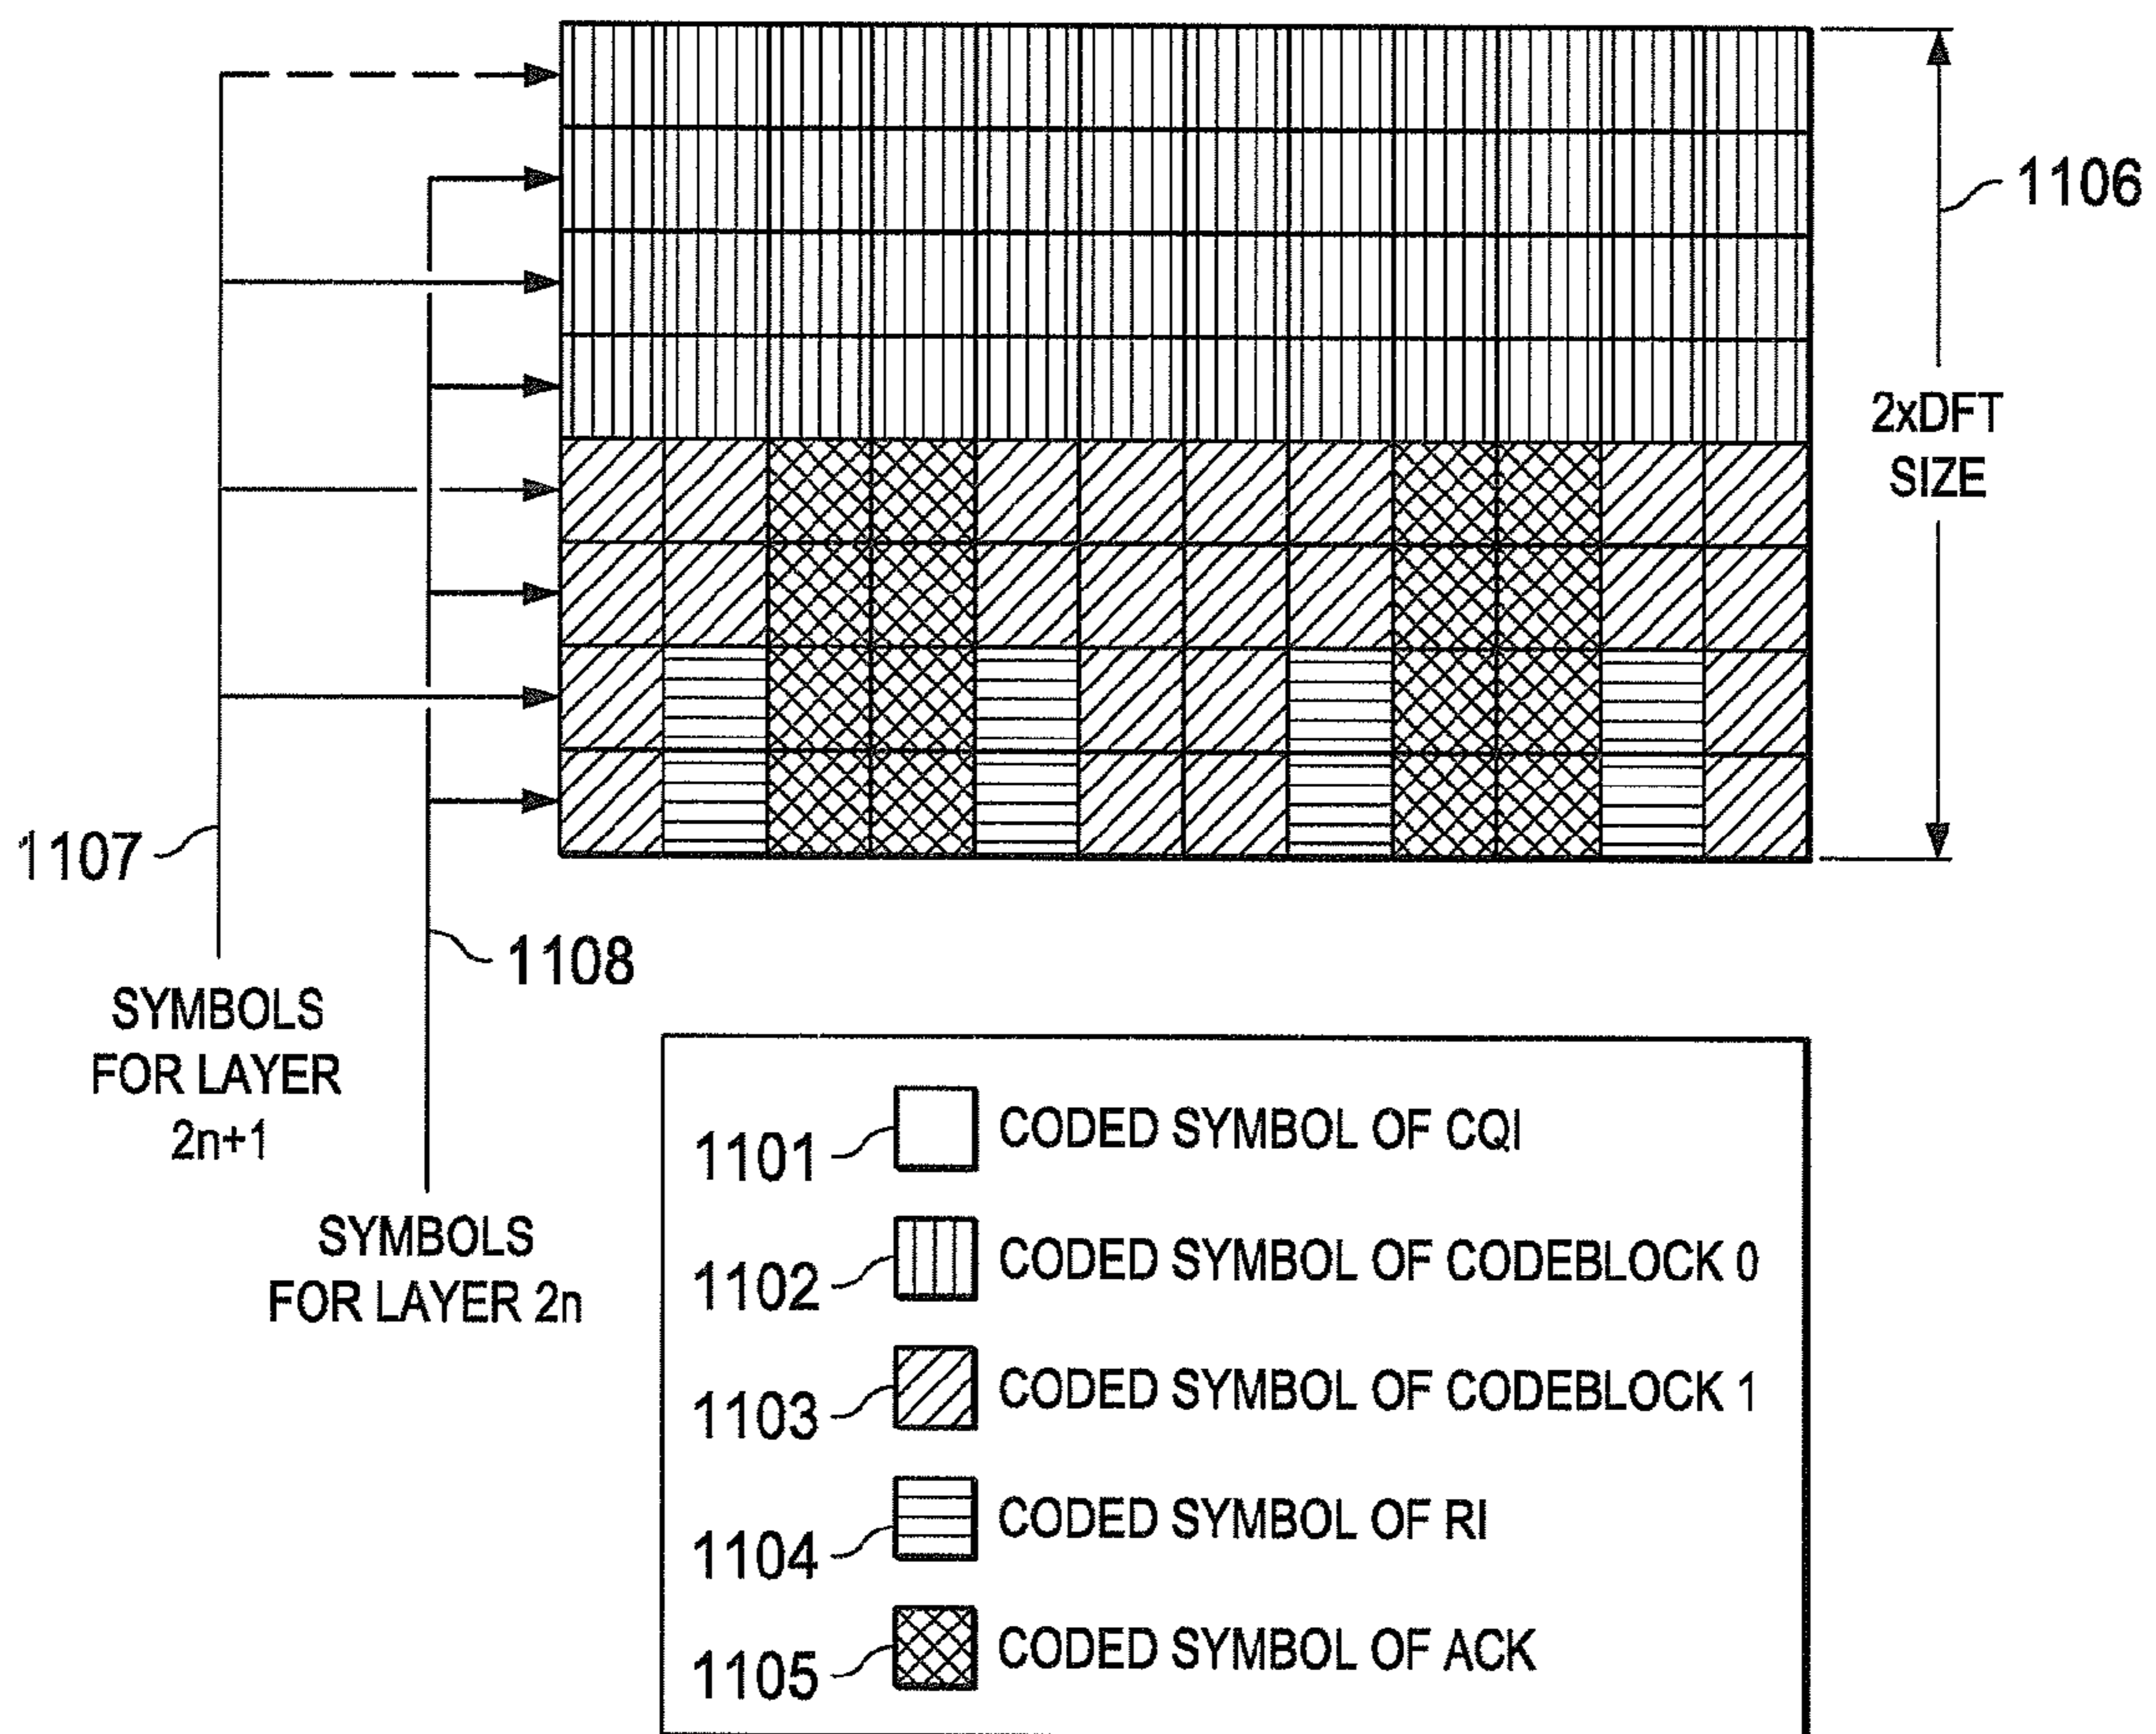 1106
2xDFT
SIZE
1107
1108
SYMBOLS
FOR LAYER
2n+1
SYMBOLS
FOR LAYER 2n
1101 CODED SYMBOL OF CQI
1102 CODED SYMBOL OF CODEBLOCK 0
1103 CODED SYMBOL OF CODEBLOCK 1
1104 CODED SYMBOL OF RI
1105 CODED SYMBOL OF ACK